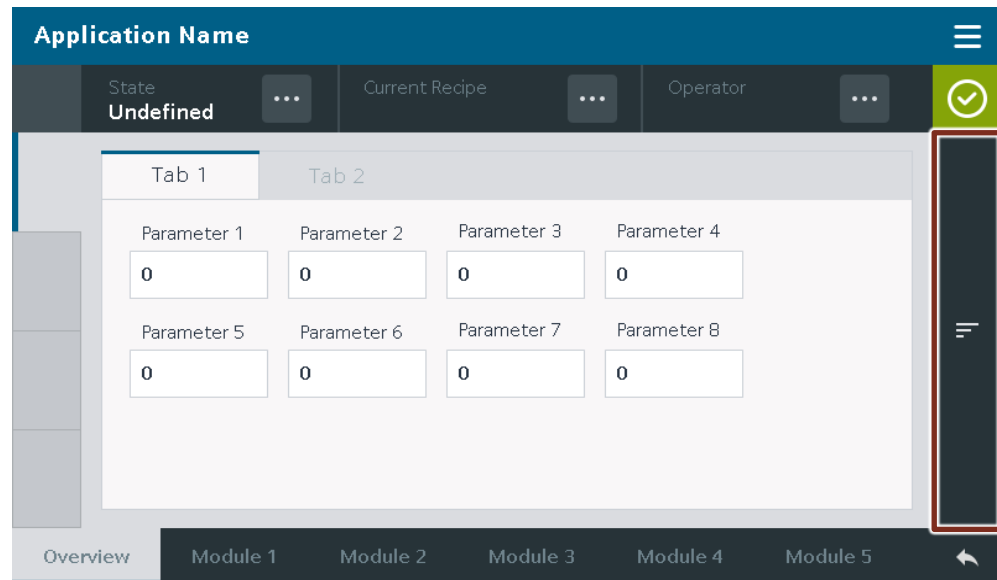 Application Name
State
Undefined
...
Current Recipe
...
Operator
...
Tab 1 Tab 2
Parameter 1 Parameter 2 Parameter 3 Parameter 4
0 0 0 0
Parameter 5 Parameter 6 Parameter 7 Parameter 8
0 0 0 0
Overview Module 1 Module 2 Module 3 Module 4 Module 5